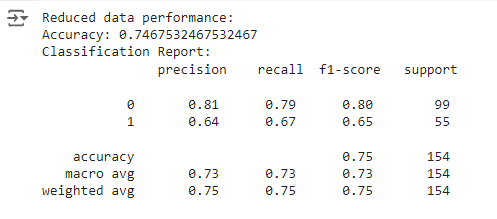 Reduced data performance:
Accuracy: 0.7467532467532467
Classification Report:
              precision    recall  f1-score   support

           0       0.81      0.79      0.80        99
           1       0.64      0.67      0.65        55

    accuracy                           0.75       154
   macro avg       0.73      0.73      0.73       154
weighted avg       0.75      0.75      0.75       154